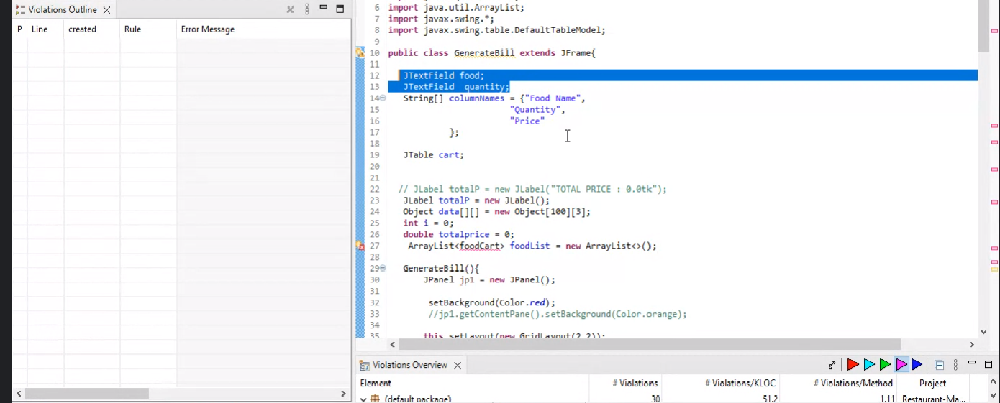 Violations Outline
P Line created Rule Error Message
6 import java.util.ArrayList;
7 import javax.swing.*;
8 import javax.swing.table.DefaultTableModel;
9
10 public class GenerateBill extends JFrame{
11
12 JTextField food;
13 JTextField quantity;
14 String[] columnNames = {"Food Name",
15 "Quantity",
16 "Price"
17 };
18
19 JTable cart;
20
21
22 // JLabel totalP = new JLabel("TOTAL PRICE : 0.0tk");
23 JLabel totalP = new JLabel();
24 Object data[][] = new Object[100][3];
25 int i = 0;
26 double totalprice = 0;
27 ArrayList<foodCart> foodList = new ArrayList<>();
28
29 GenerateBill(){
30 JPanel jp1 = new JPanel();
31
32 setBackground(Color.red);
33 //jp1.getContentPane().setBackground(Color.orange);
34
35 this.setLayout(new GridLayout(2,2));
Violations Overview
Element # Violations # Violations/KLOC # Violations/Method Project
(default package) 30 51.2 1.11 Restaurant-Ma...